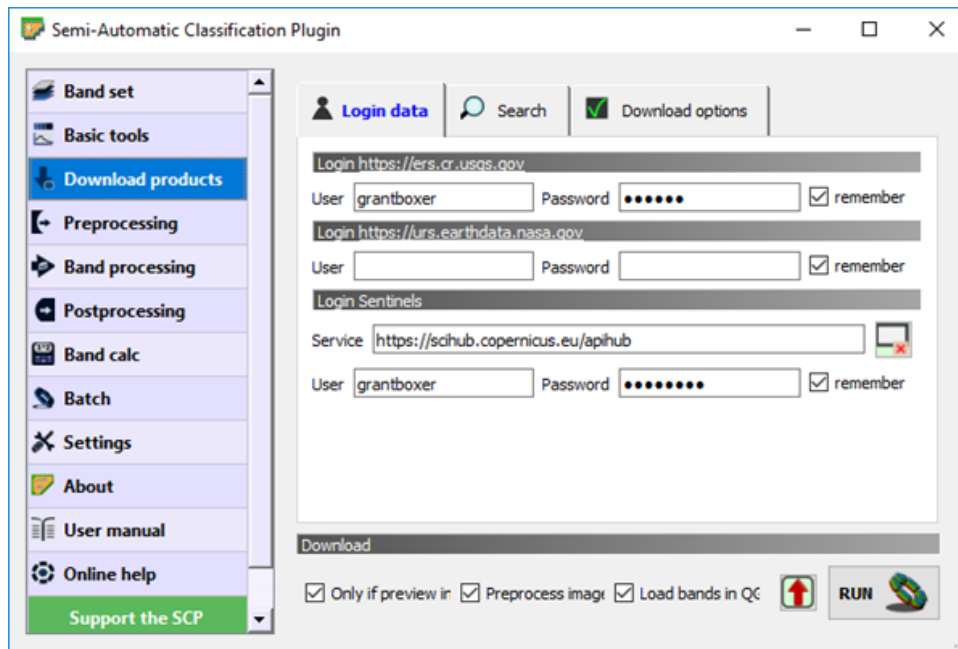 Semi-Automatic Classification Plugin
Band set
Basic tools
Download products
Preprocessing
Band processing
Postprocessing
Band calc
Batch
Settings
About
User manual
Online help
Support the SCP
Login data Search Download options
Login https://ers.cr.usgs.gov
User grantboxer Password •••••• remember
Login https://urs.earthdata.nasa.gov
User Password remember
Login Sentinels
Service https://scihub.copernicus.eu/apihub
User grantboxer Password •••••••• remember
Download
Only if preview in Preprocess image Load bands in QG RUN